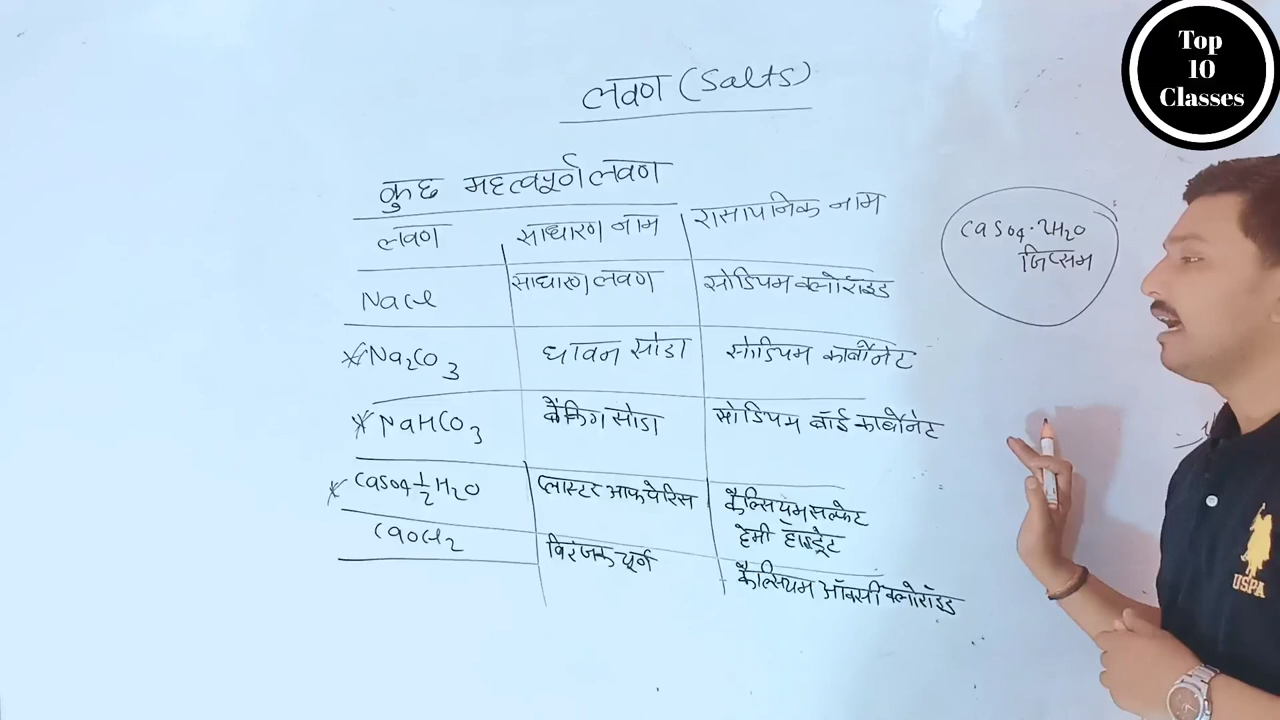 Top
10
Classes
लवण (Salts)
कुछ महत्वपूर्ण लवण
लवण साधारण नाम रासायनिक नाम
NaCl साधारण लवण सोडियम क्लोराइड
Na₂CO₃ धावन सोडा सोडियम कार्बोनेट
NaHCO₃ बैकिंग सोडा सोडियम बाई कार्बोनेट
CaSO₄ ½ H₂O प्लास्टर आफ पेरिस कैल्सियम सल्फेट
हेमी हाइड्रेट
CaOCl₂ विरंजक चूर्ण कैल्सियम ऑक्सी क्लोराइड
CaSO₄·2H₂O
जिप्सम
USPA